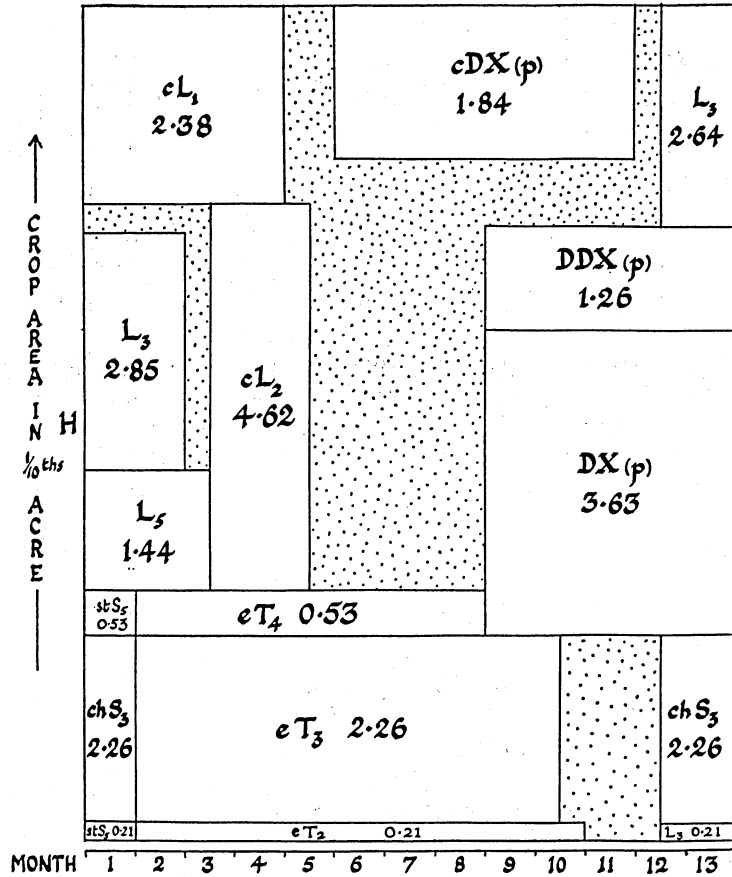 cL₁
2·38
cDX (p)
1·84
L₃
2·64
DDX (p)
1·26
L₃
2·85
cL₂
4·62
DX (p)
3·63
L₅
1·44
stS₅
0·53
eT₄ 0·53
chS₃
2·26
eT₃ 2·26
chS₃
2·26
stS₅ 0·21
eT₂ 0·21
L₃ 0·21
CROP AREA IN 1/10 ths ACRE
H
MONTH 1 2 3 4 5 6 7 8 9 10 11 12 13